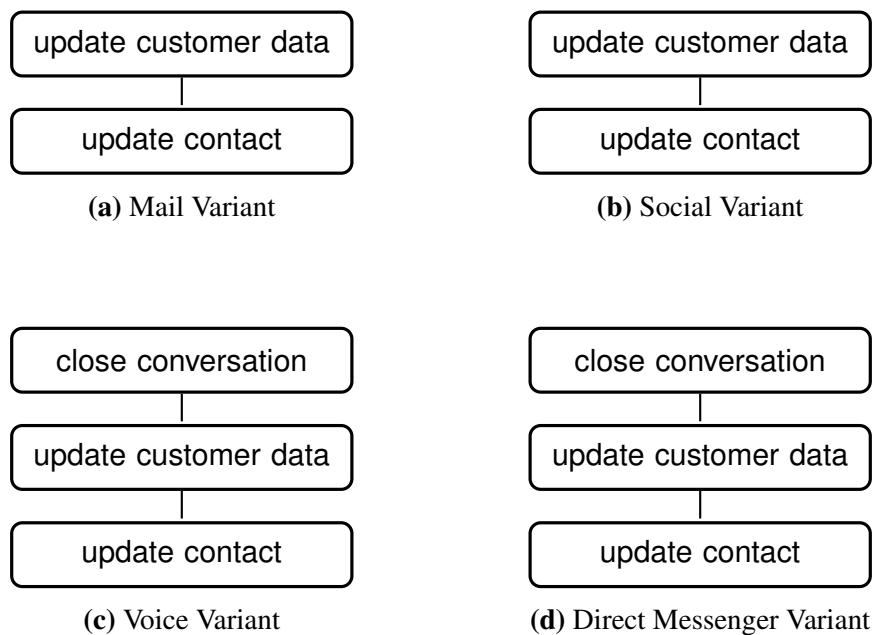 update customer data
update contact
(a) Mail Variant
update customer data
update contact
(b) Social Variant
close conversation
update customer data
update contact
(c) Voice Variant
close conversation
update customer data
update contact
(d) Direct Messenger Variant